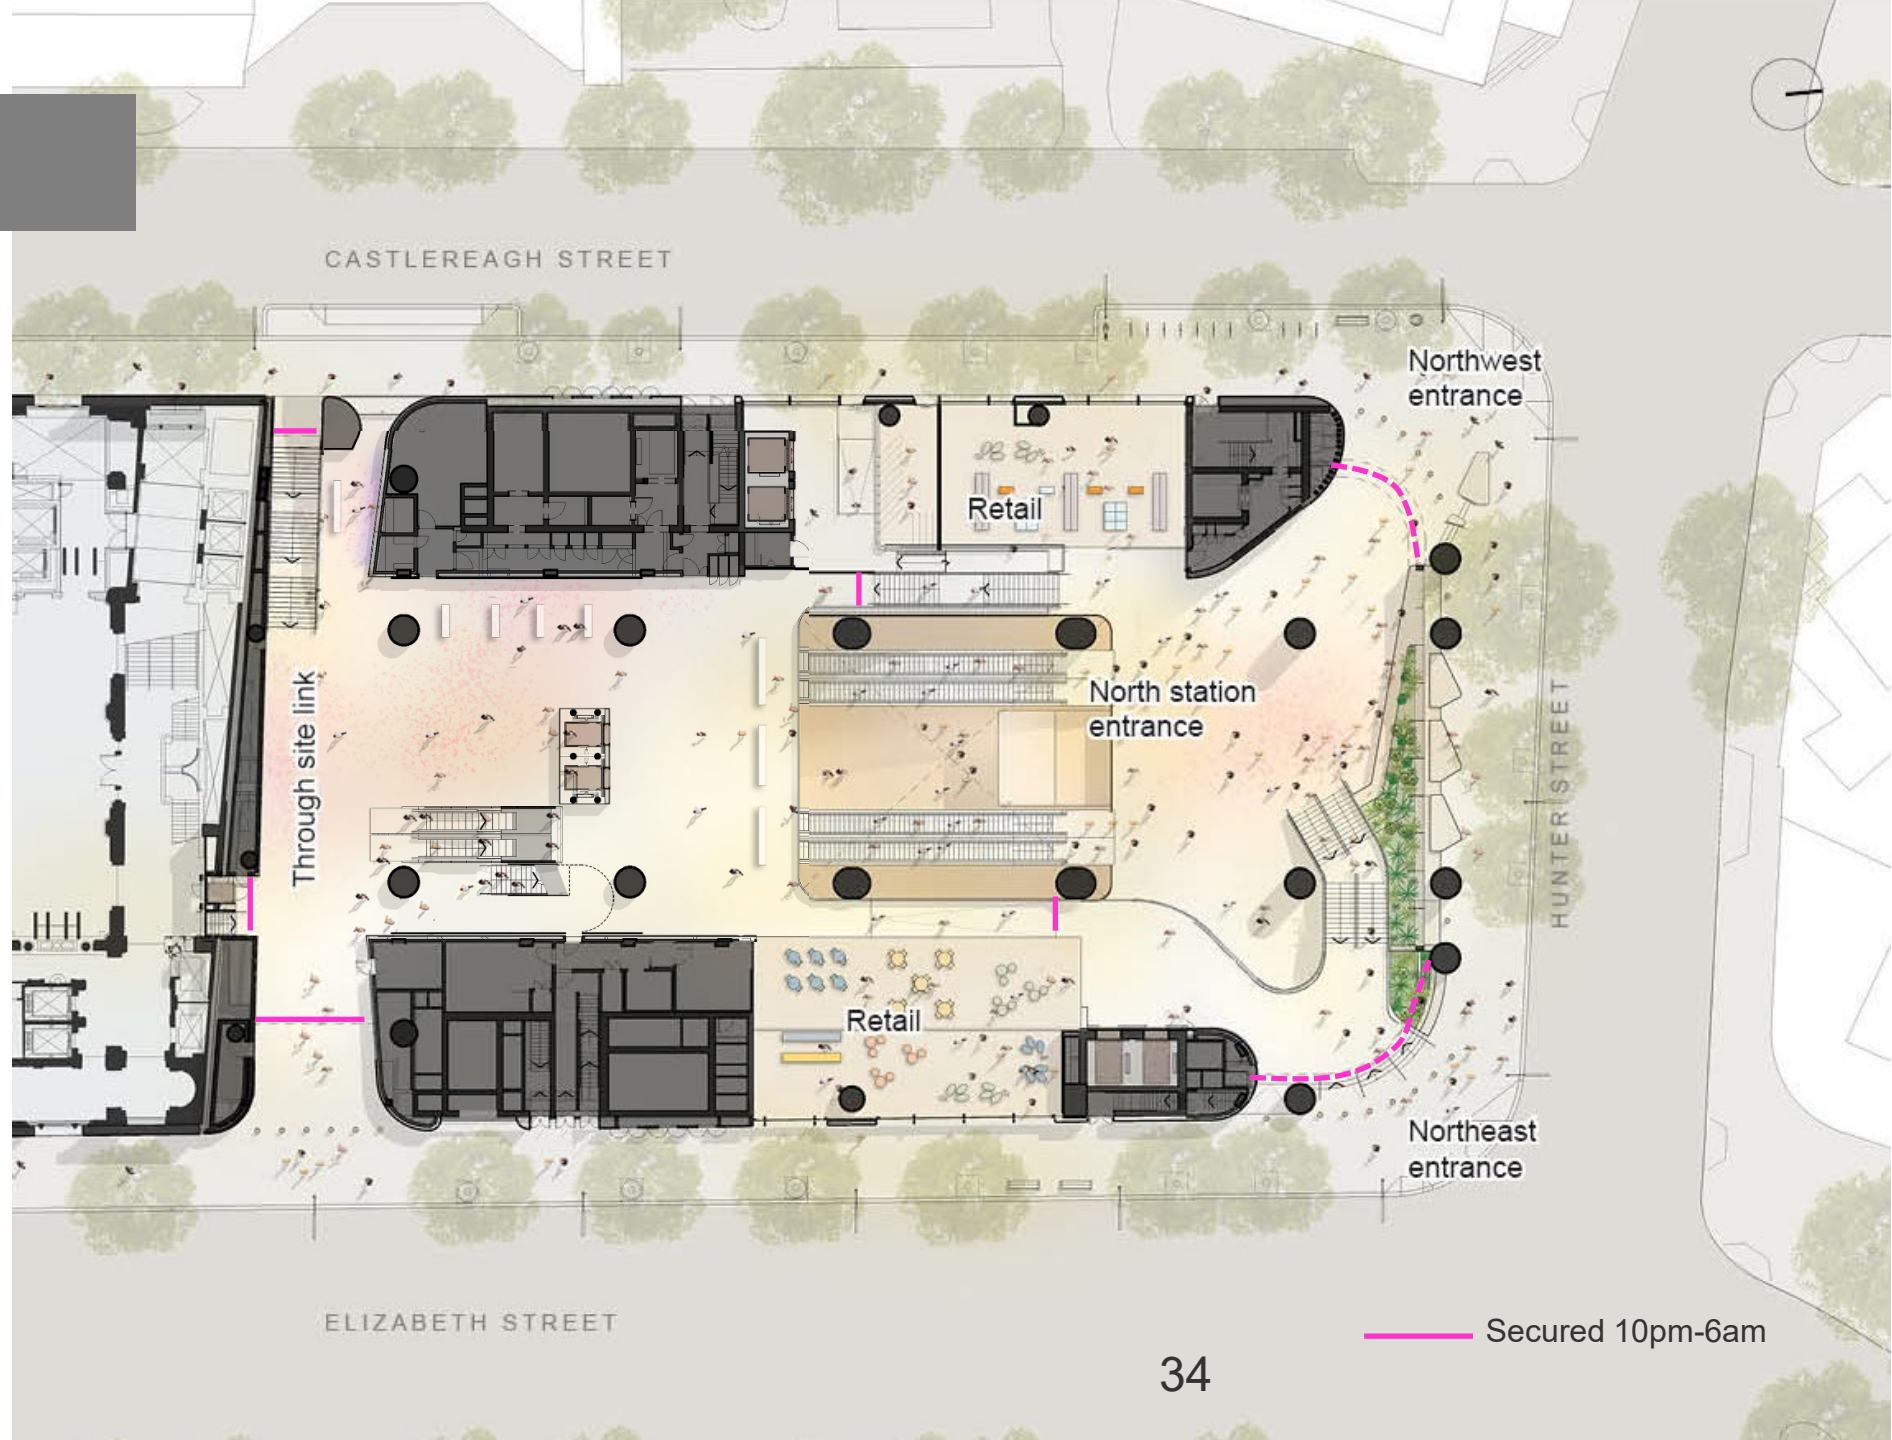 CASTLEREAGH STREET
Northwest
entrance
Retail
North station
entrance
Through site link
HUNTER STREET
Retail
Northeast
entrance
ELIZABETH STREET
Secured 10pm-6am
34